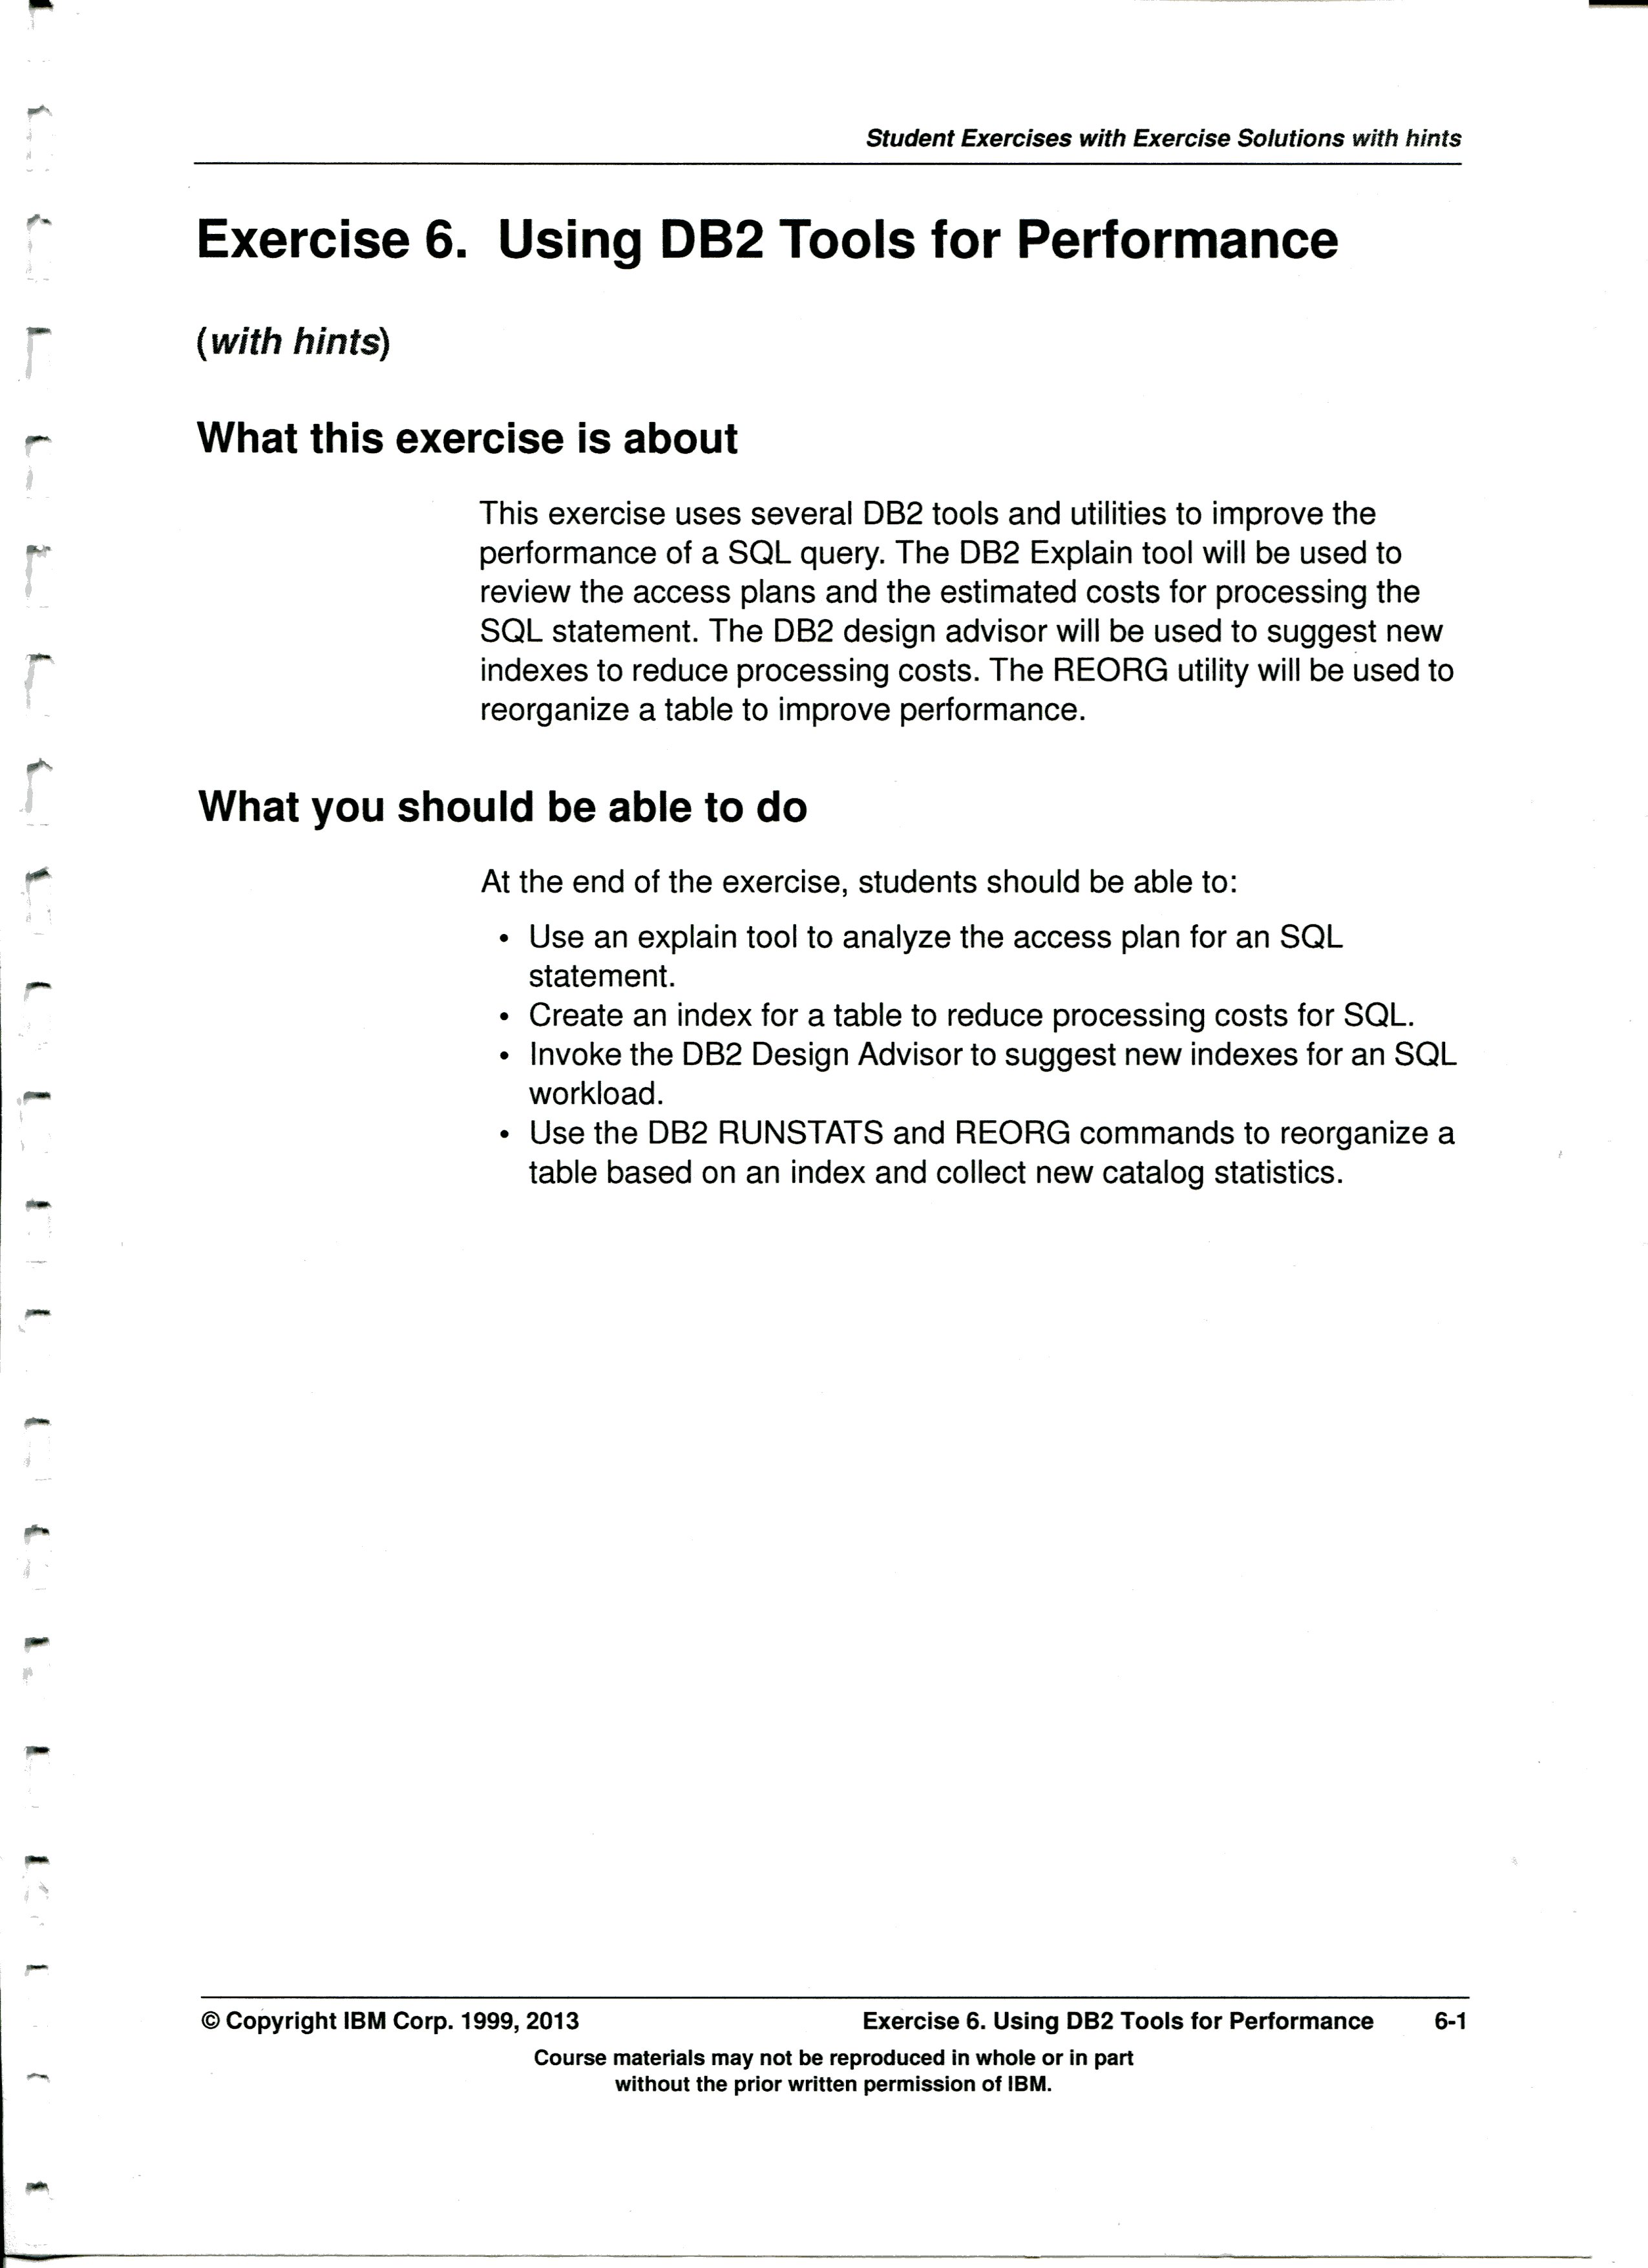 Student Exercises with Exercise Solutions with hints
Exercise 6. Using DB2 Tools for Performance
(with hints)
What this exercise is about
This exercise uses several DB2 tools and utilities to improve the
performance of a SQL query. The DB2 Explain tool will be used to
review the access plans and the estimated costs for processing the
SQL statement. The DB2 design advisor will be used to suggest new
indexes to reduce processing costs. The REORG utility will be used to
reorganize a table to improve performance.
What you should be able to do
At the end of the exercise, students should be able to:
• Use an explain tool to analyze the access plan for an SQL
statement.
• Create an index for a table to reduce processing costs for SQL.
• Invoke the DB2 Design Advisor to suggest new indexes for an SQL
workload.
• Use the DB2 RUNSTATS and REORG commands to reorganize a
table based on an index and collect new catalog statistics.
© Copyright IBM Corp. 1999, 2013 Exercise 6. Using DB2 Tools for Performance 6-1
Course materials may not be reproduced in whole or in part
without the prior written permission of IBM.